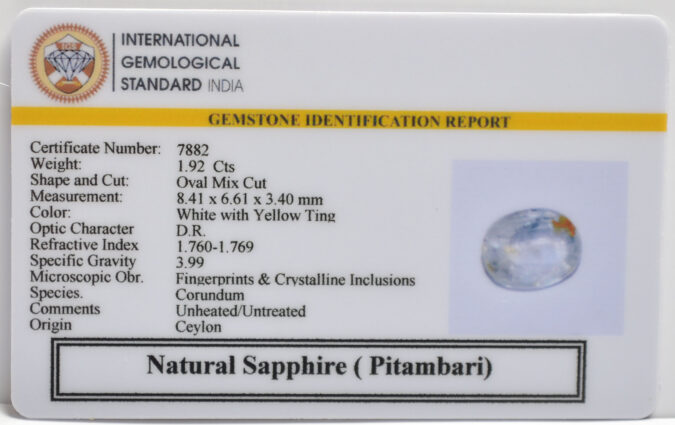 INTERNATIONAL
GEMOLOGICAL
STANDARD INDIA
GEMSTONE IDENTIFICATION REPORT
Certificate Number: 7882
Weight: 1.92 Cts
Shape and Cut: Oval Mix Cut
Measurement: 8.41 x 6.61 x 3.40 mm
Color: White with Yellow Ting
Optic Character D.R.
Refractive Index 1.760-1.769
Specific Gravity 3.99
Microscopic Obr. Fingerprints & Crystalline Inclusions
Species. Corundum
Comments Unheated/Untreated
Origin Ceylon
Natural Sapphire ( Pitambari)